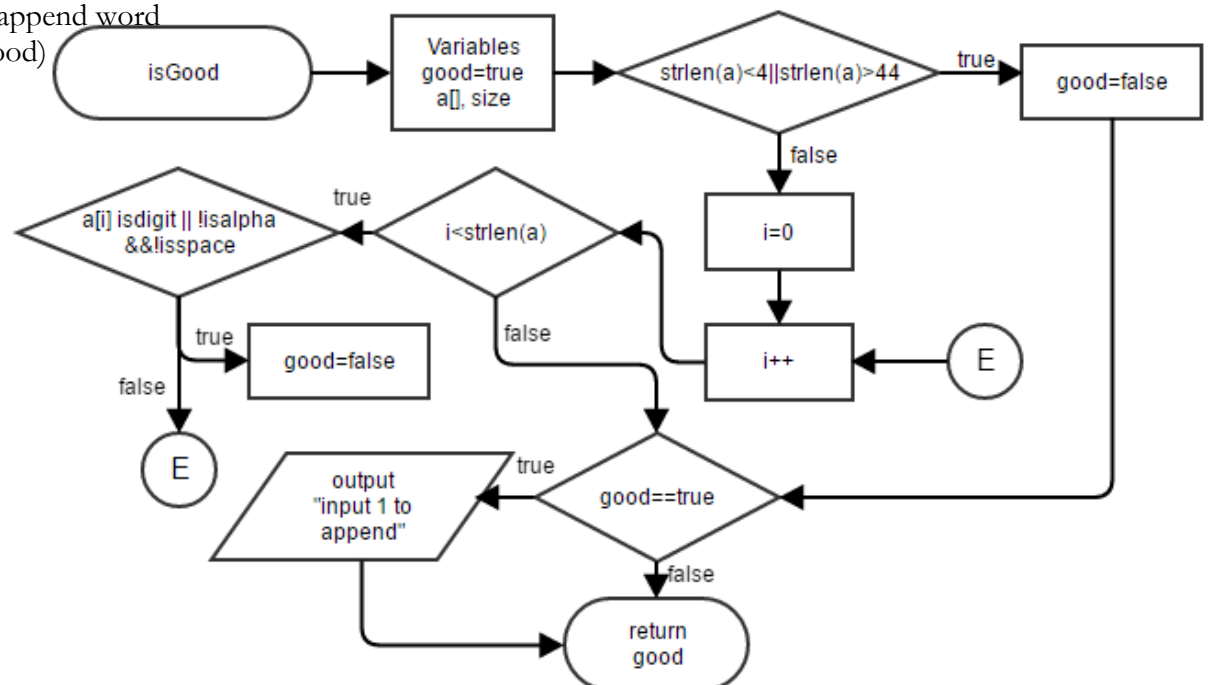 append word
ood)
isGood
Variables
good=true
a[], size
strlen(a)<4||strlen(a)>44
true
good=false
false
i=0
a[i] isdigit || !isalpha
&&!isspace
true
i<strlen(a)
true
good=false
false
E
false
i++
E
output
"input 1 to
append"
true
good==true
false
return
good